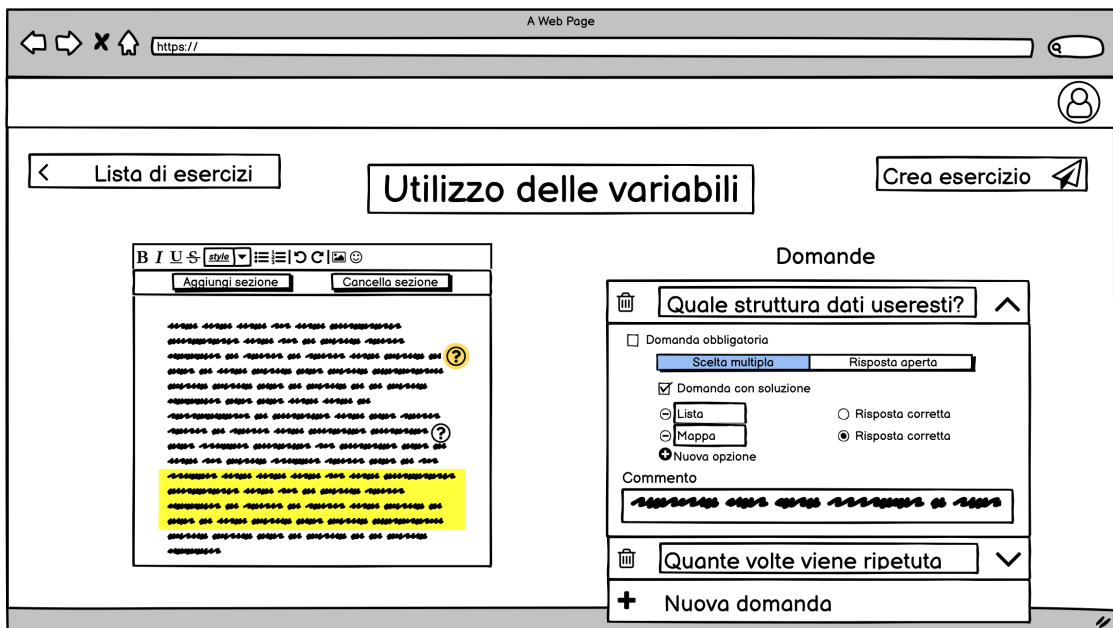 A Web Page
https://
Lista di esercizi
Utilizzo delle variabili
Crea esercizio
B I U S style
Aggiungi sezione Cancella sezione
?
?
Domande
Quale struttura dati useresti?
Domanda obbligatoria
Scelta multipla Risposta aperta
Domanda con soluzione
Lista Risposta corretta
Mappa Risposta corretta
Nuova opzione
Commento
Quante volte viene ripetuta
Nuova domanda